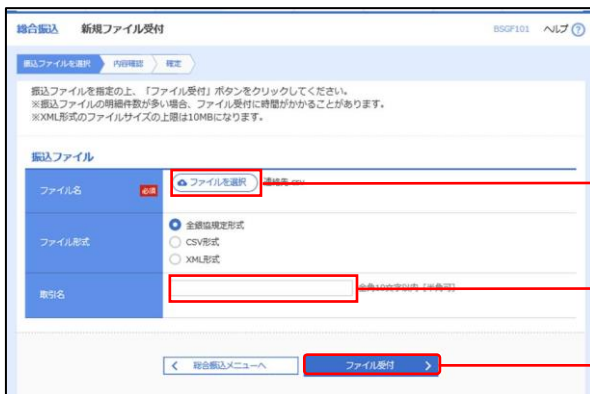 総合振込 新規ファイル受付 BSGF101 ヘルプ ?
振込ファイルを選択 内容確認 確定
振込ファイルを指定の上、「ファイル受付」ボタンをクリックしてください。
※振込ファイルの明細件数が多い場合、ファイル受付に時間がかかることがあります。
※XML形式のファイルサイズの上限は10MBになります。
振込ファイル
ファイル名 必須 ファイルを選択 連絡先.csv
ファイル形式
全銀協規定形式
CSV形式
XML形式
取引名 全角10文字以内 [半角可]
総合振込メニューへ ファイル受付